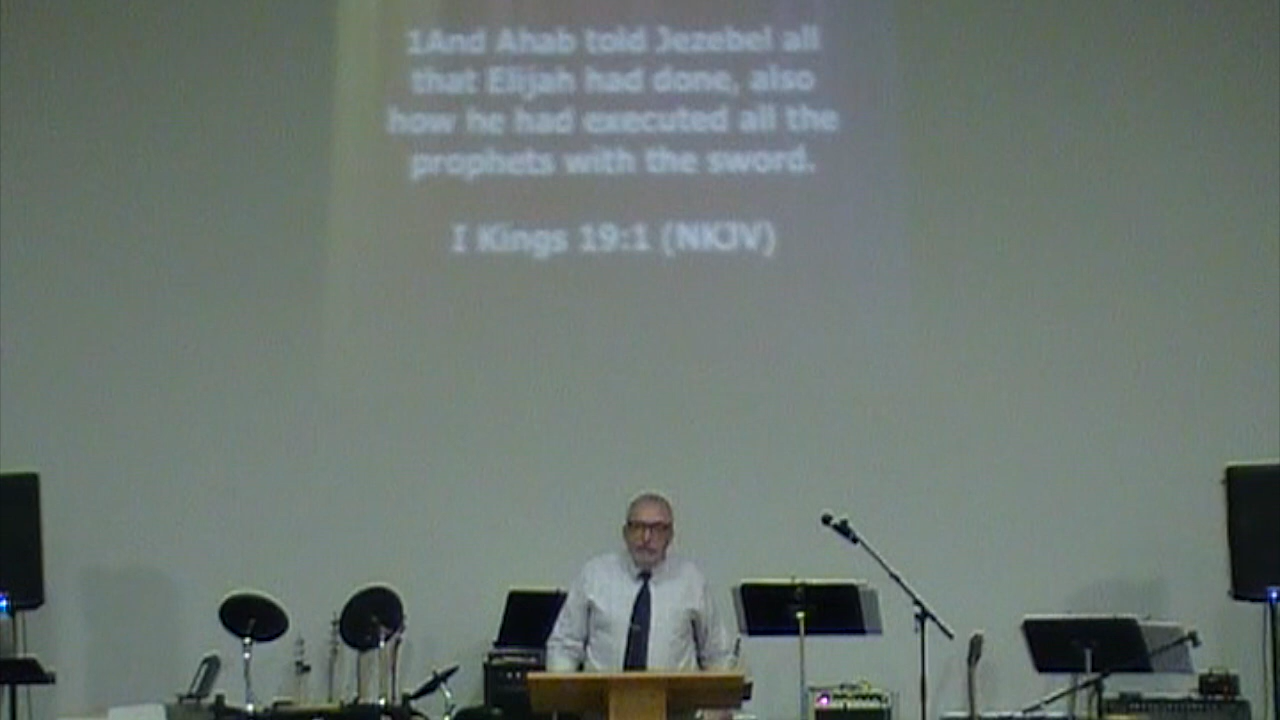 1And Ahab told Jezebel all
that Elijah had done, also
how he had executed all the
prophets with the sword.
I Kings 19:1 (NKJV)